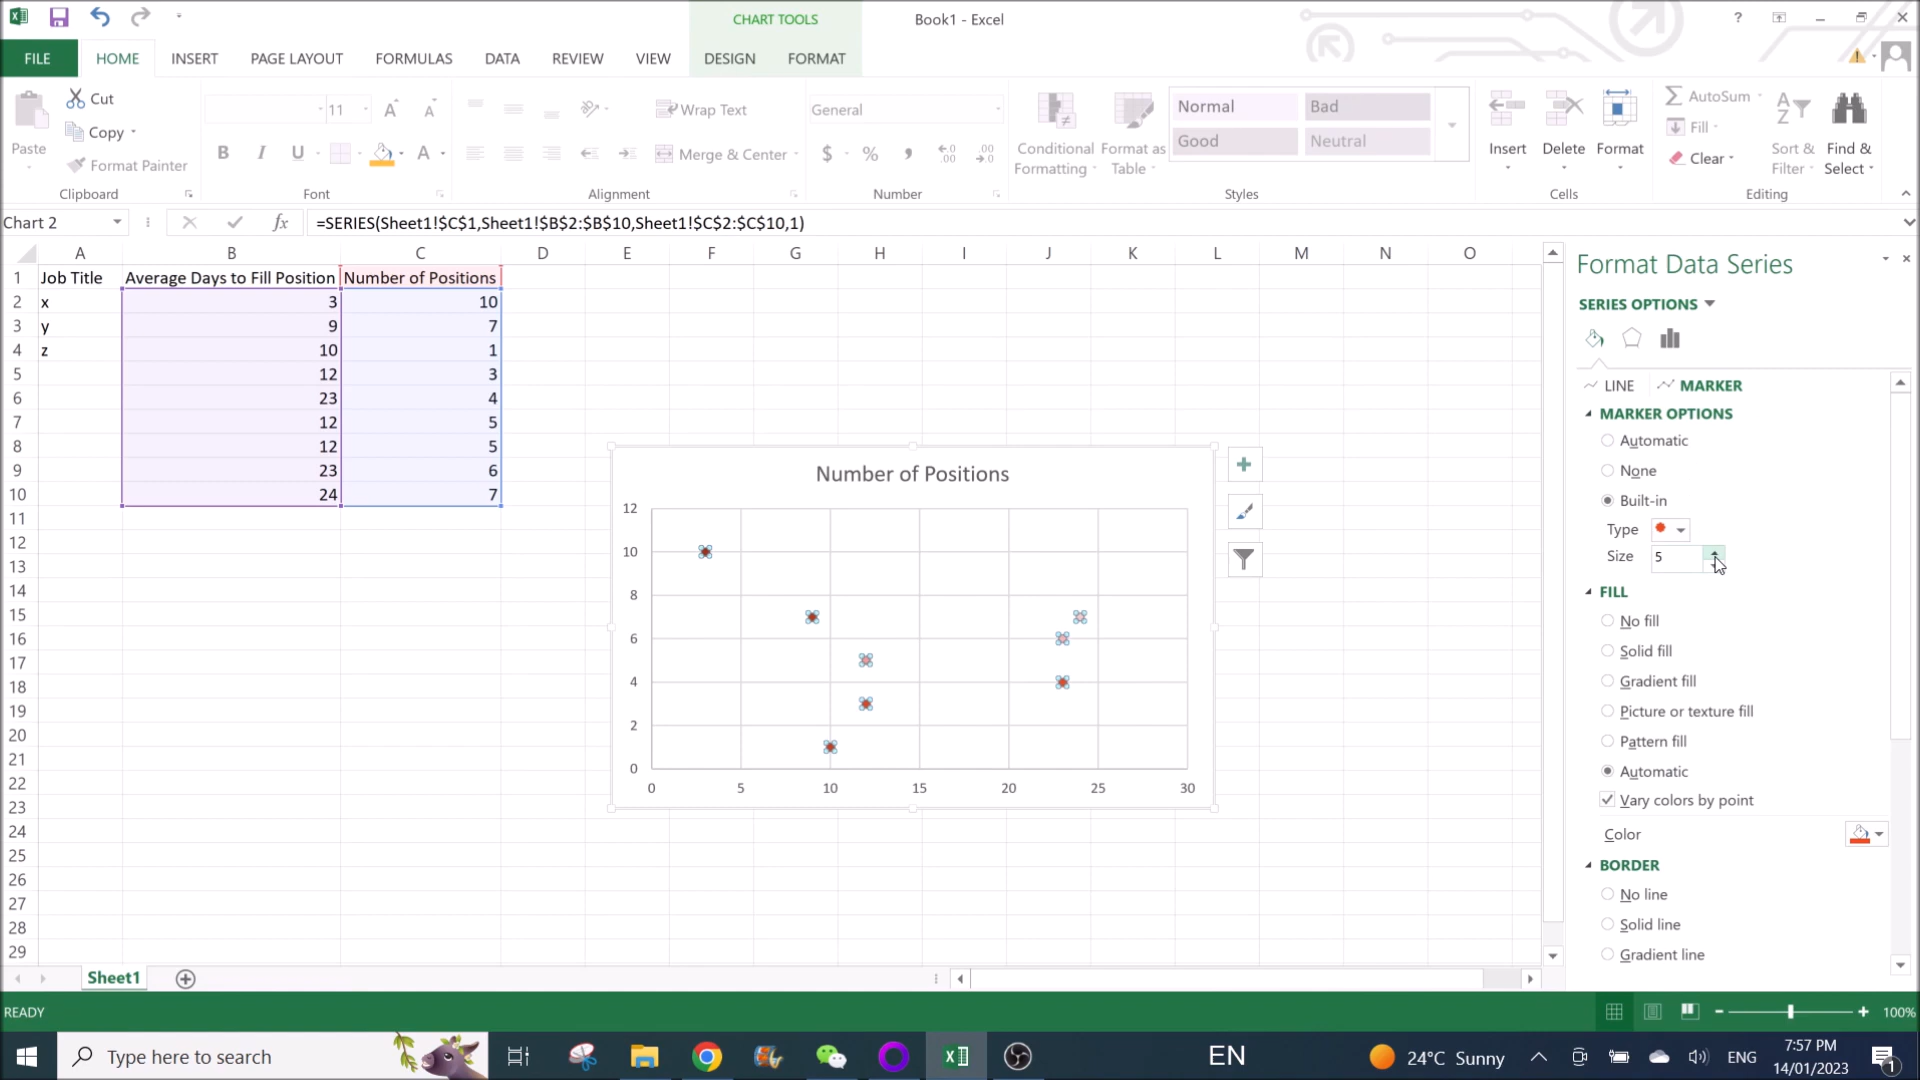 CHART TOOLS
Book1 - Excel
?
FILE HOME INSERT PAGE LAYOUT FORMULAS DATA REVIEW VIEW DESIGN FORMAT
Paste
Cut
Copy
Format Painter
Clipboard
11
B I U A
Font
Wrap Text
Merge & Center
Alignment
General
$ % ,
Number
Conditional Formatting
Format as Table
Normal Bad
Good Neutral
Styles
Insert Delete Format
Cells
AutoSum
Fill
Clear
Sort & Filter
Find & Select
Editing
Chart 2
fx
=SERIES(Sheet1!$C$1,Sheet1!$B$2:$B$10,Sheet1!$C$2:$C$10,1)
A B C D E F G H I J K L M N O
1 Job Title Average Days to Fill Position Number of Positions
2 x 3 10
3 y 9 7
4 z 10 1
5 12 3
6 23 4
7 12 5
8 12 5
9 23 6
10 24 7
11
12
13
14
15
16
17
18
19
20
21
22
23
24
25
26
27
28
29
Number of Positions
12
10
8
6
4
2
0
0 5 10 15 20 25 30
Format Data Series
SERIES OPTIONS
LINE MARKER
MARKER OPTIONS
Automatic
None
Built-in
Type
Size 5
FILL
No fill
Solid fill
Gradient fill
Picture or texture fill
Pattern fill
Automatic
Vary colors by point
Color
BORDER
No line
Solid line
Gradient line
Sheet1
READY
100%
Type here to search
EN
24°C Sunny
ENG
7:57 PM
14/01/2023
1